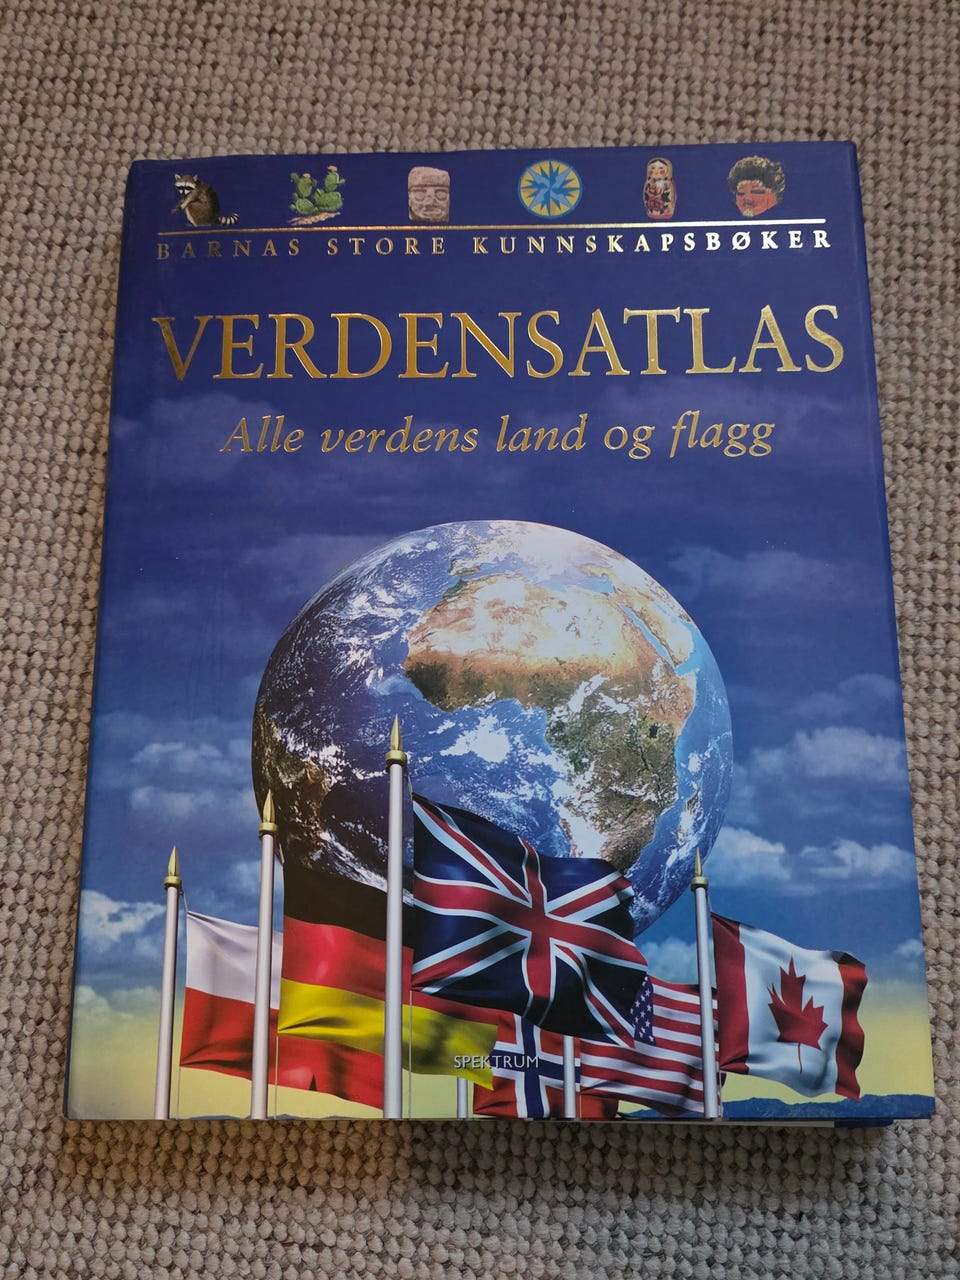 BARNAS STORE KUNNSKAPSBØKER
VERDENSATLAS
Alle verdens land og flagg
SPEKTRUM